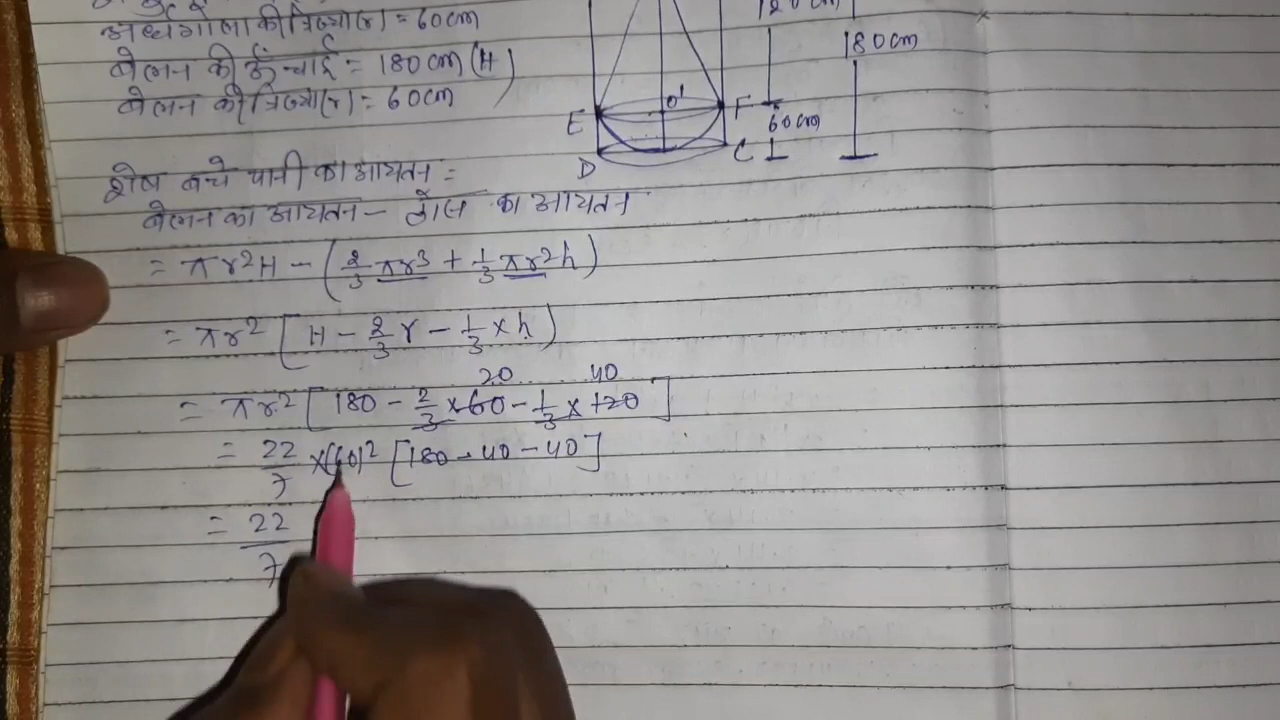 अर्धगोला की त्रिज्या(r) = 60cm
बेलन की ऊँचाई = 180cm (H)
बेलन की त्रिज्या(r) = 60cm
120cm
180cm
E
O'
F
60cm
D
C
शेष बचे पानी का आयतन =
बेलन का आयतन - ठोस का आयतन
= πr²H - (2/3 πr³ + 1/3 πr²h)
= πr² [H - 2/3 r - 1/3 × h)
20 40
= πr² [180 - 2/3 × 60 - 1/3 × 120]
= 22/7 × (60)² [180 - 40 - 40]
= 22/7